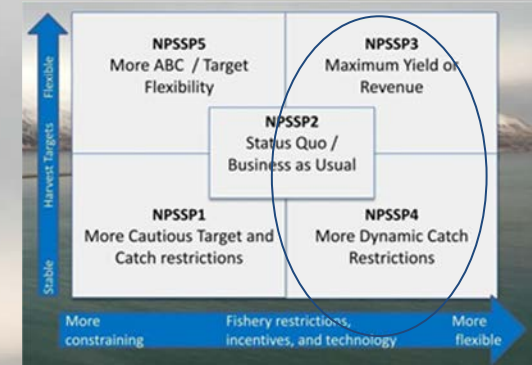 NPSSP5
More ABC / Target
Flexibility
NPSSP3
Maximum Yield or
Revenue
NPSSP2
Status Quo /
Business as Usual
NPSSP1
More Cautious Target and
Catch restrictions
NPSSP4
More Dynamic Catch
Restrictions
Flexible
Harvest Targets
Stable
More
constraining
Fishery restrictions,
incentives, and technology
More
flexible